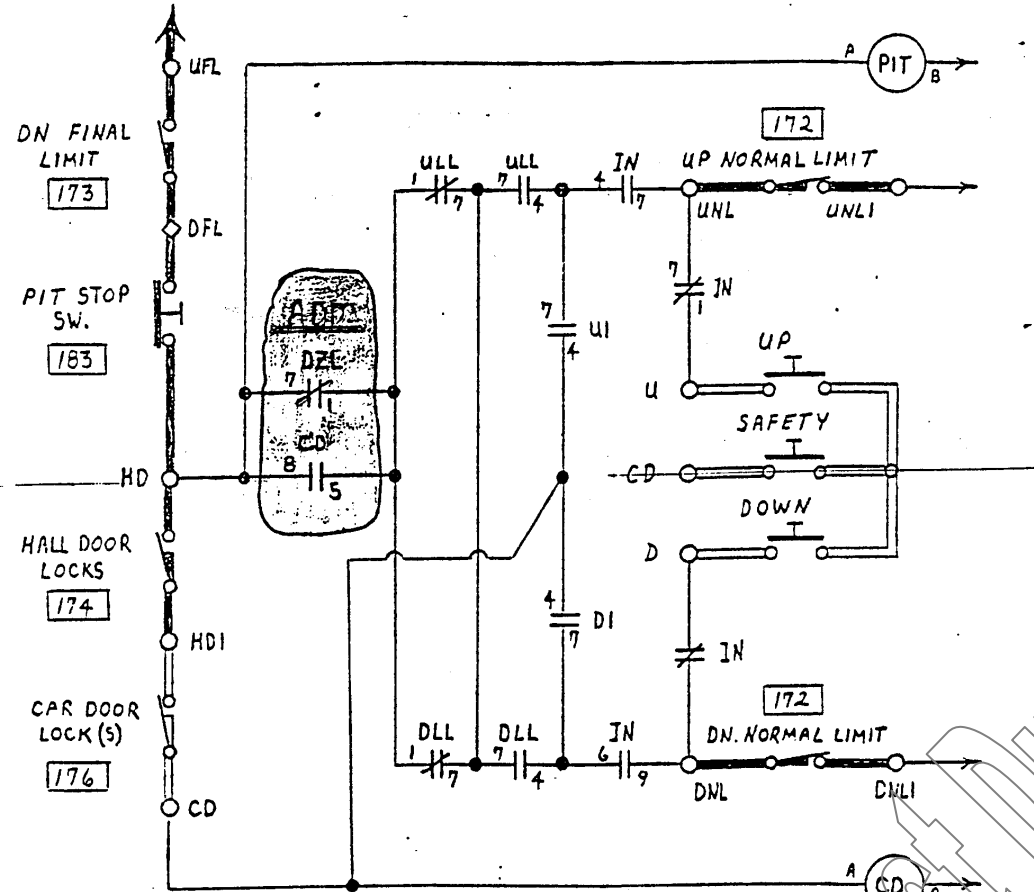 UFL
A
PIT
B
DN FINAL
LIMIT
173
172
ULL
ULL
IN
UP NORMAL LIMIT
1
7
7
4
4
7
UNL
UNL1
DFL
PIT STOP
SW.
183
ADD
DZL
7
1
CD
8
5
7
U1
4
7
IN
1
UP
U
SAFETY
CD
HD
DOWN
D
HALL DOOR
LOCKS
174
HD1
4
D1
7
IN
CAR DOOR
LOCK(S)
176
CD
172
DLL
DLL
IN
DN. NORMAL LIMIT
1
7
7
4
6
9
DNL
DNL1
A
CD